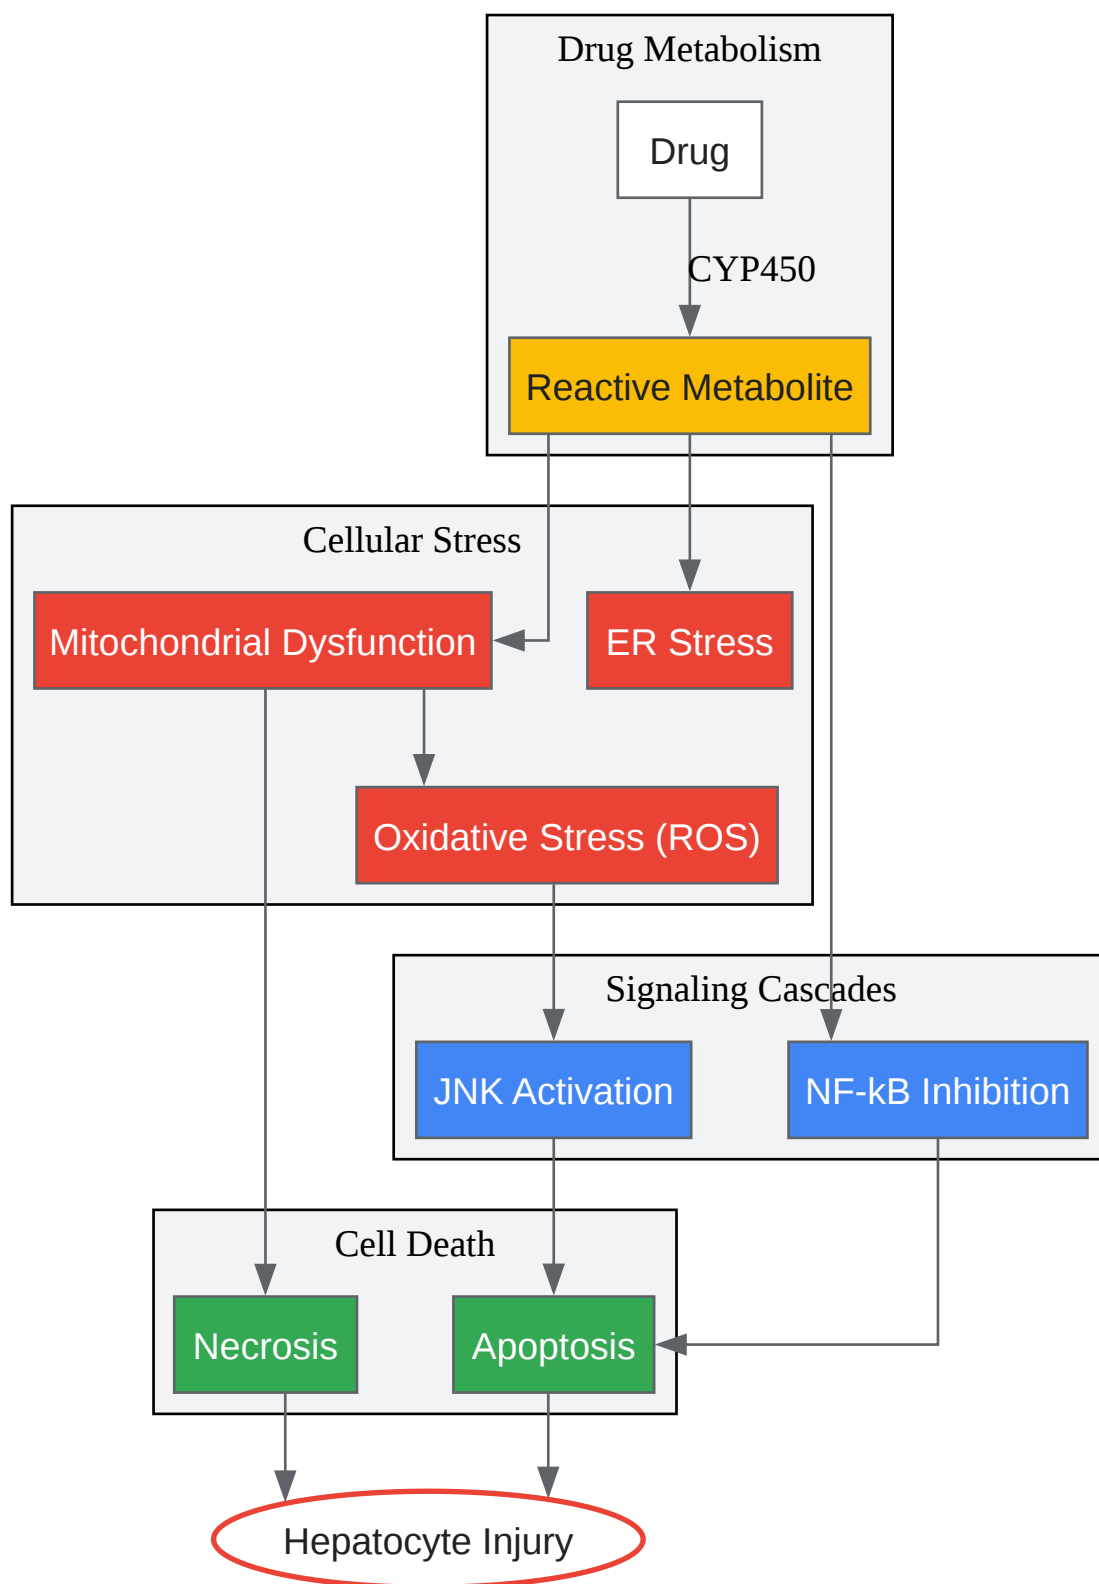 Drug Metabolism
Drug
CYP450
Reactive Metabolite
Cellular Stress
Mitochondrial Dysfunction
ER Stress
Oxidative Stress (ROS)
Signaling Cascades
JNK Activation
NF-kB Inhibition
Cell Death
Necrosis
Apoptosis
Hepatocyte Injury